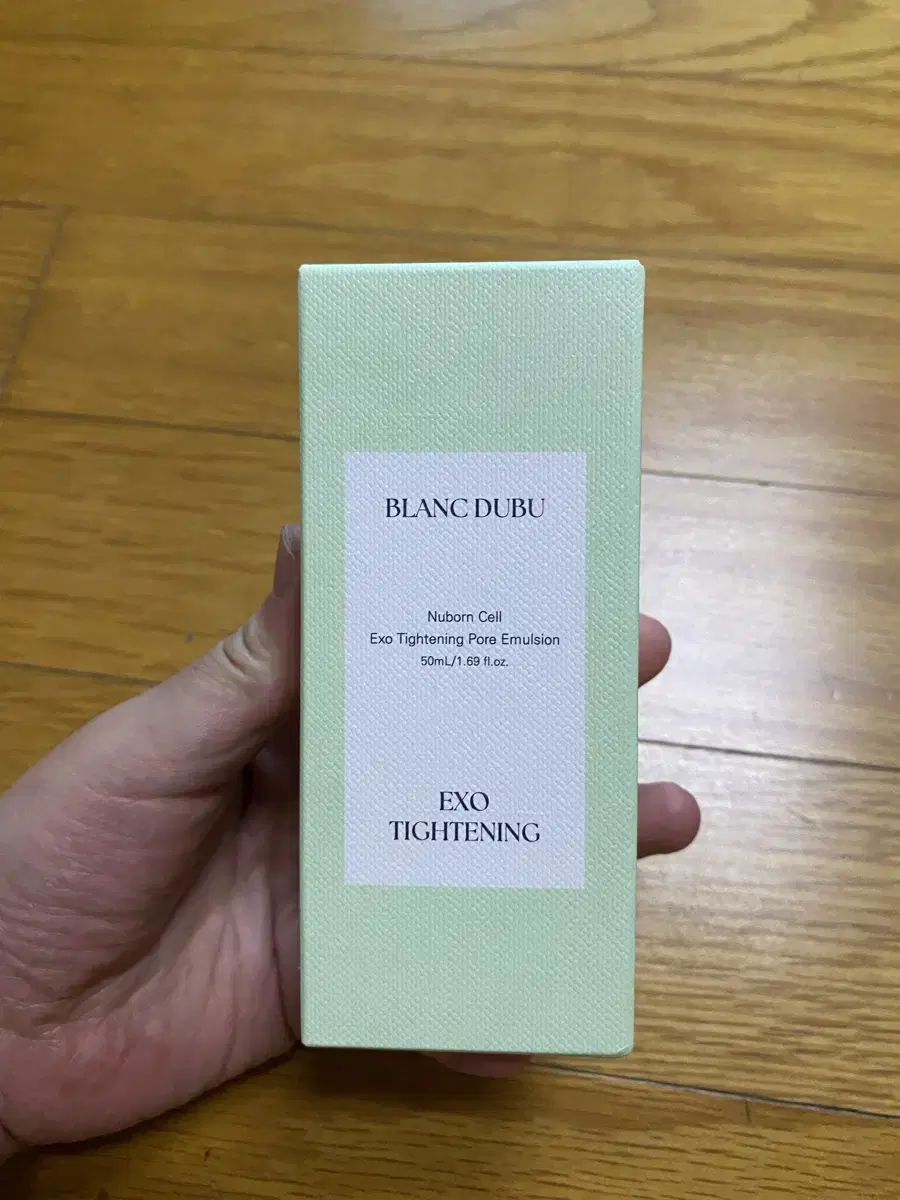 BLANC DUBU
Nuborn Cell
Exo Tightening Pore Emulsion
50mL/1.69 fl.oz.
EXO
TIGHTENING